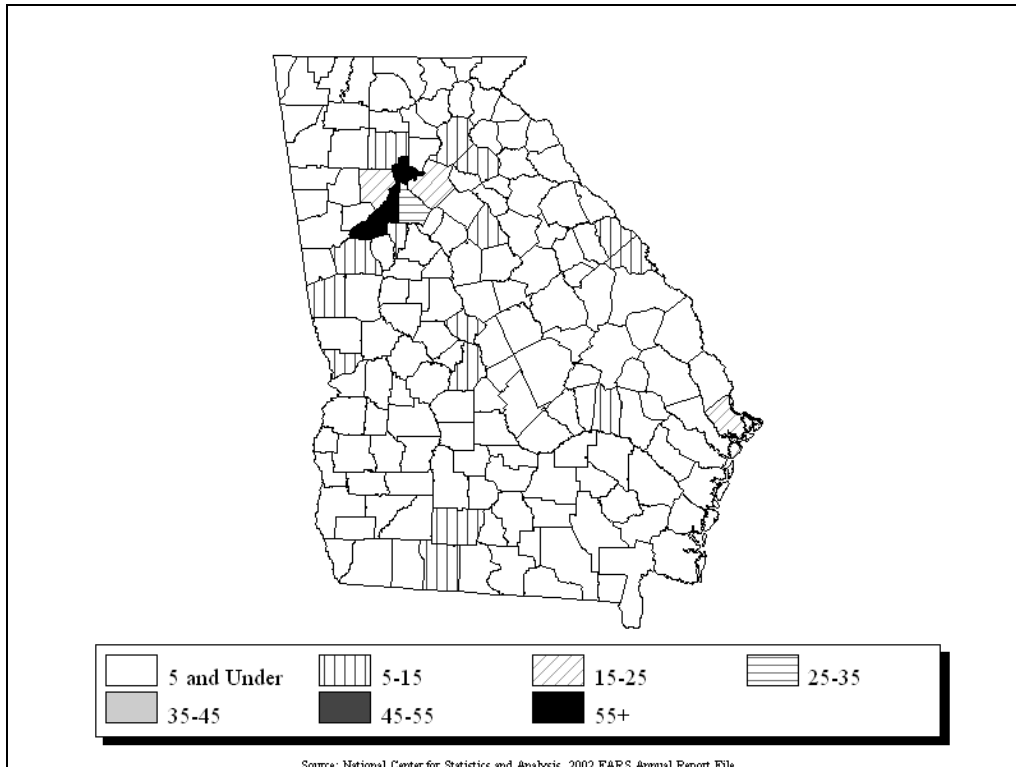 5 and Under 5-15 15-25 25-35
35-45 45-55 55+
Source: National Center for Statistics and Analysis, 2002 FARS Annual Report File